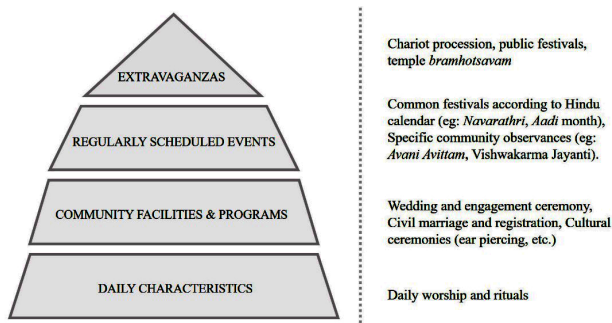 EXTRAVAGANZAS
Chariot procession, public festivals,
temple bramhotsavam
REGULARLY SCHEDULED EVENTS
Common festivals according to Hindu
calendar (eg: Navarathri, Aadi month),
Specific community observances (eg:
Avani Avittam, Vishwakarma Jayanti).
COMMUNITY FACILITIES & PROGRAMS
Wedding and engagement ceremony,
Civil marriage and registration, Cultural
ceremonies (ear piercing, etc.)
DAILY CHARACTERISTICS
Daily worship and rituals